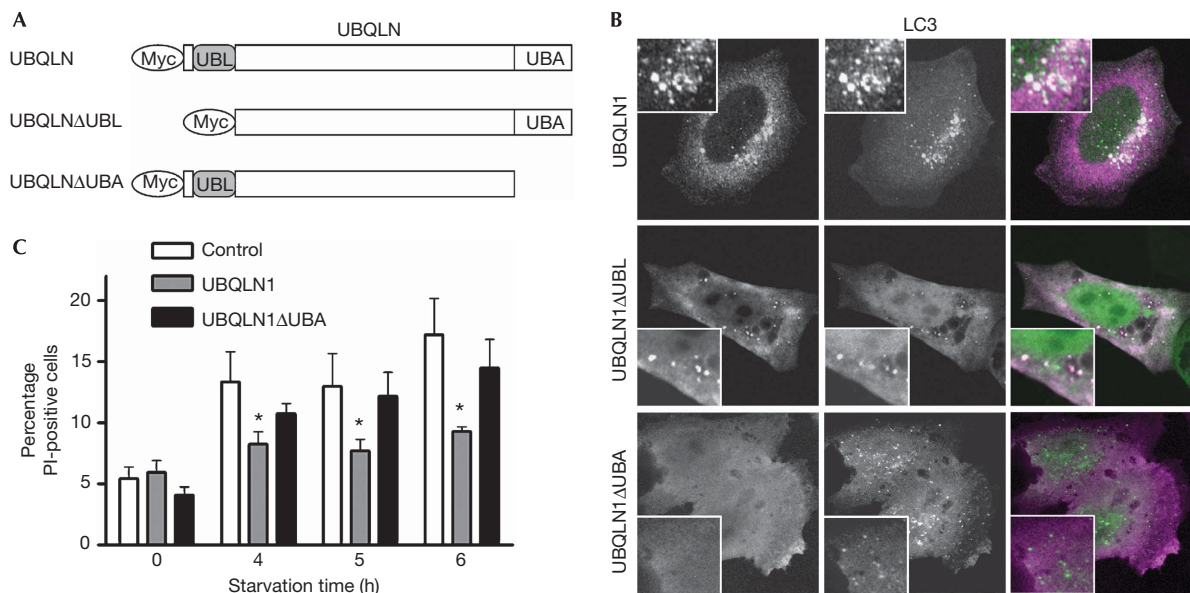 A
UBQLN
UBQLN
Myc
UBL
UBA
UBQLNΔUBL
Myc
UBA
UBQLNΔUBA
Myc
UBL
B
LC3
UBQLN1
UBQLN1ΔUBL
UBQLN1ΔUBA
C
Control
UBQLN1
UBQLN1ΔUBA
Percentage
PI-positive cells
20
15
10
5
0
*
*
*
0 4 5 6
Starvation time (h)